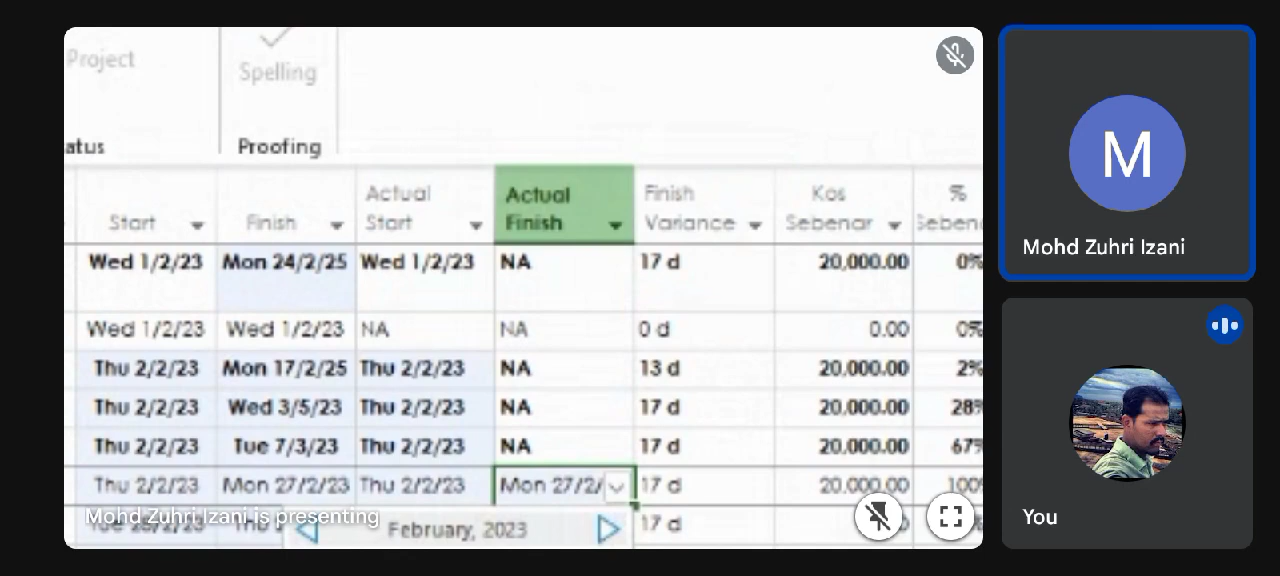 Project
Spelling
atus
Proofing
Start Finish Actual Start Actual Finish Finish Variance Kos Sebenar % Seben
Wed 1/2/23 Mon 24/2/25 Wed 1/2/23 NA 17 d 20,000.00 0%
Wed 1/2/23 Wed 1/2/23 NA NA 0 d 0.00 0%
Thu 2/2/23 Mon 17/2/25 Thu 2/2/23 NA 13 d 20,000.00 2%
Thu 2/2/23 Wed 3/5/23 Thu 2/2/23 NA 17 d 20,000.00 28%
Thu 2/2/23 Tue 7/3/23 Thu 2/2/23 NA 17 d 20,000.00 67%
Thu 2/2/23 Mon 27/2/23 Thu 2/2/23 Mon 27/2/ 17 d 20,000.00 100%
Mohd Zuhri Izani is presenting
17 d
February, 2023
M
Mohd Zuhri Izani
You